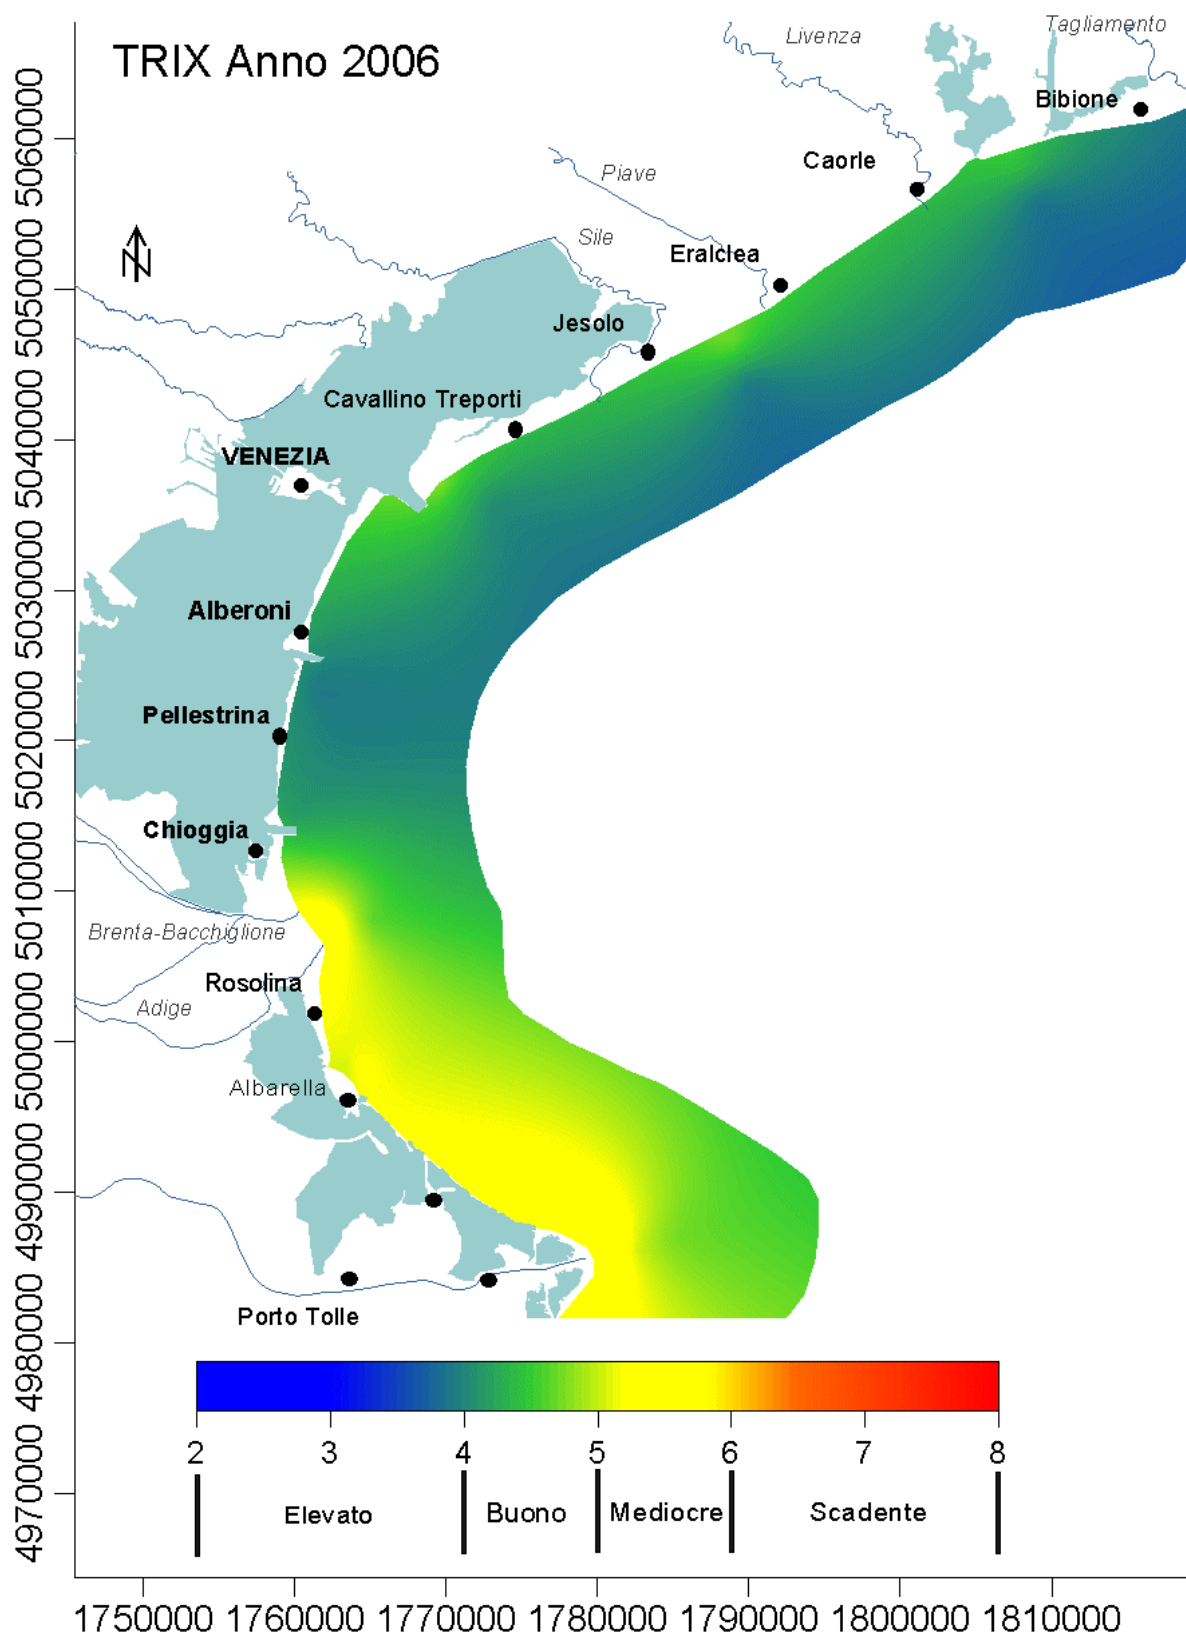 TRIX Anno 2006
Tagliamento
Livenza
Bibione
Caorle
Piave
Sile
Eralclea
N
Jesolo
Cavallino Treporti
VENEZIA
Alberoni
Pellestrina
Chioggia
Brenta-Bacchiglione
Rosolina
Adige
Albarella
Porto Tolle
5060000
5050000
5040000
5030000
5020000
5010000
5000000
4990000
4980000
4970000
2 3 4 5 6 7 8
Elevato Buono Mediocre Scadente
1750000 1760000 1770000 1780000 1790000 1800000 1810000